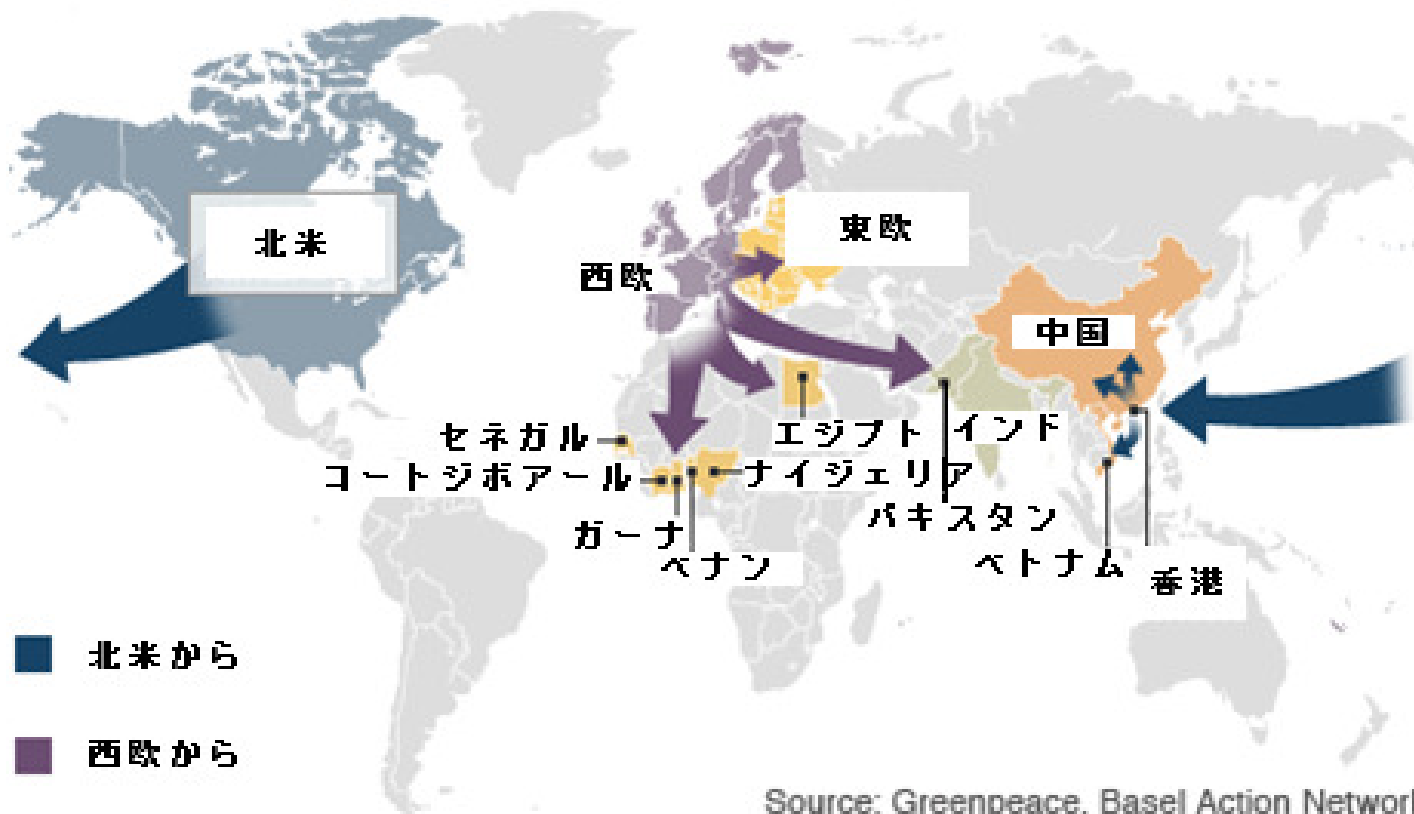 北米
東欧
西欧
中国
セネガル
エジプト
インド
コートジボアール
ナイジェリア
パキスタン
ガーナ
ベナン
ベトナム
香港
北米から
西欧から
Source: Greenpeace, Basel Action Network